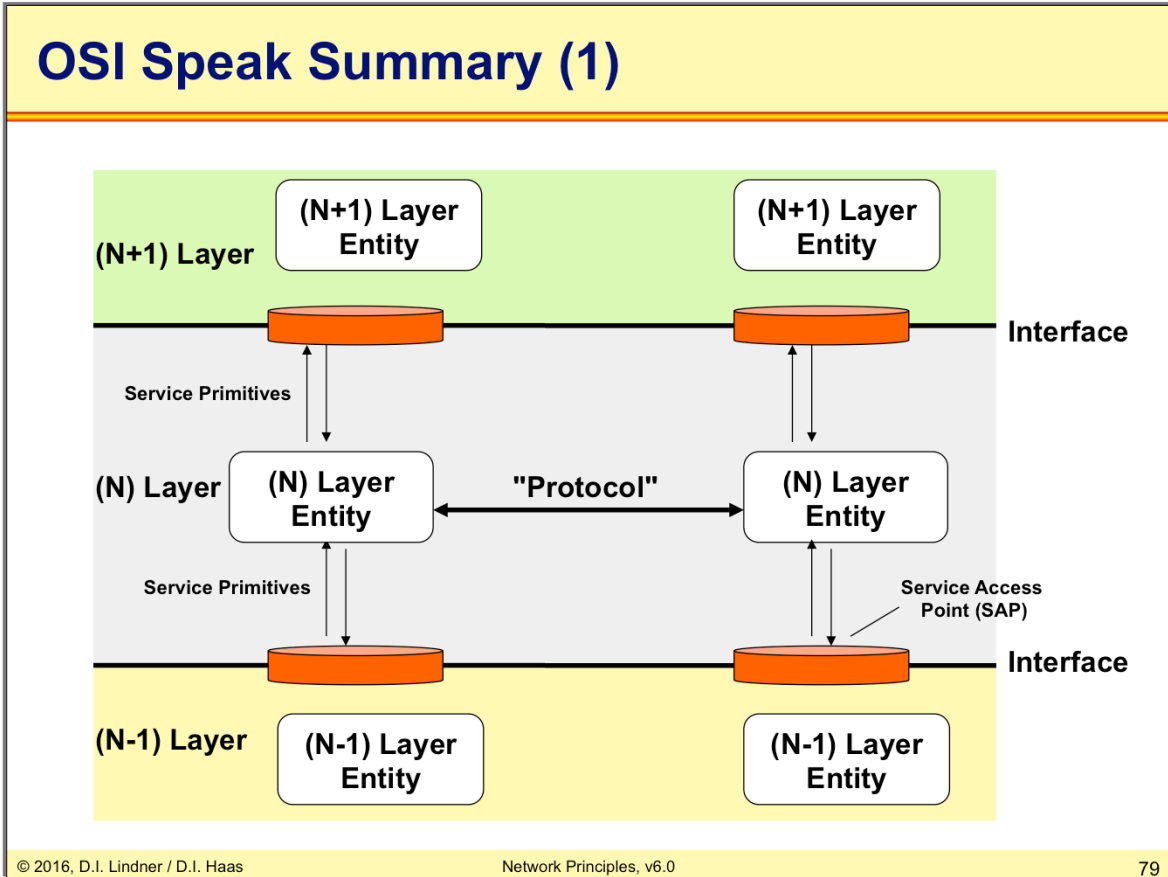 OSI Speak Summary (1)
(N+1) Layer
Entity
(N+1) Layer
Entity
(N+1) Layer
Interface
Service Primitives
(N) Layer
(N) Layer
Entity
"Protocol"
(N) Layer
Entity
Service Primitives
Service Access
Point (SAP)
Interface
(N-1) Layer
(N-1) Layer
Entity
(N-1) Layer
Entity
© 2016, D.I. Lindner / D.I. Haas
Network Principles, v6.0
79